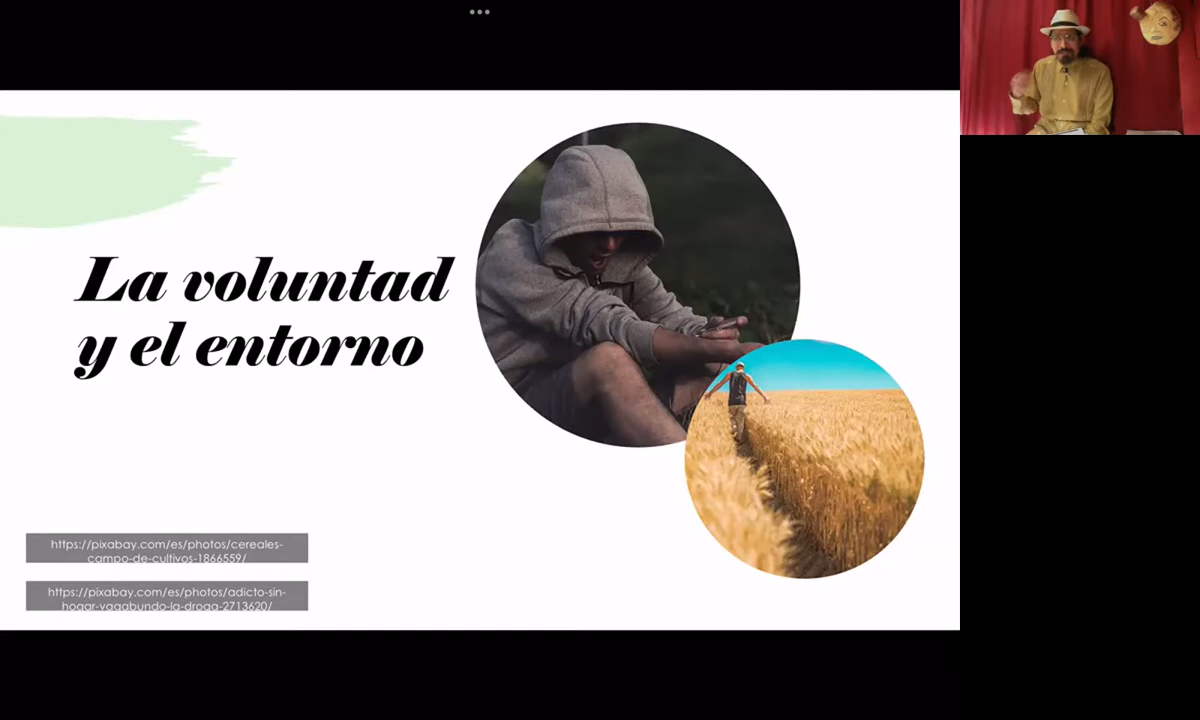 La voluntad
y el entorno
https://pixabay.com/es/photos/cereales-
campo-de-cultivos-1866559/
https://pixabay.com/es/photos/adicto-sin-
hogar-vagabundo-la-droga-2713620/